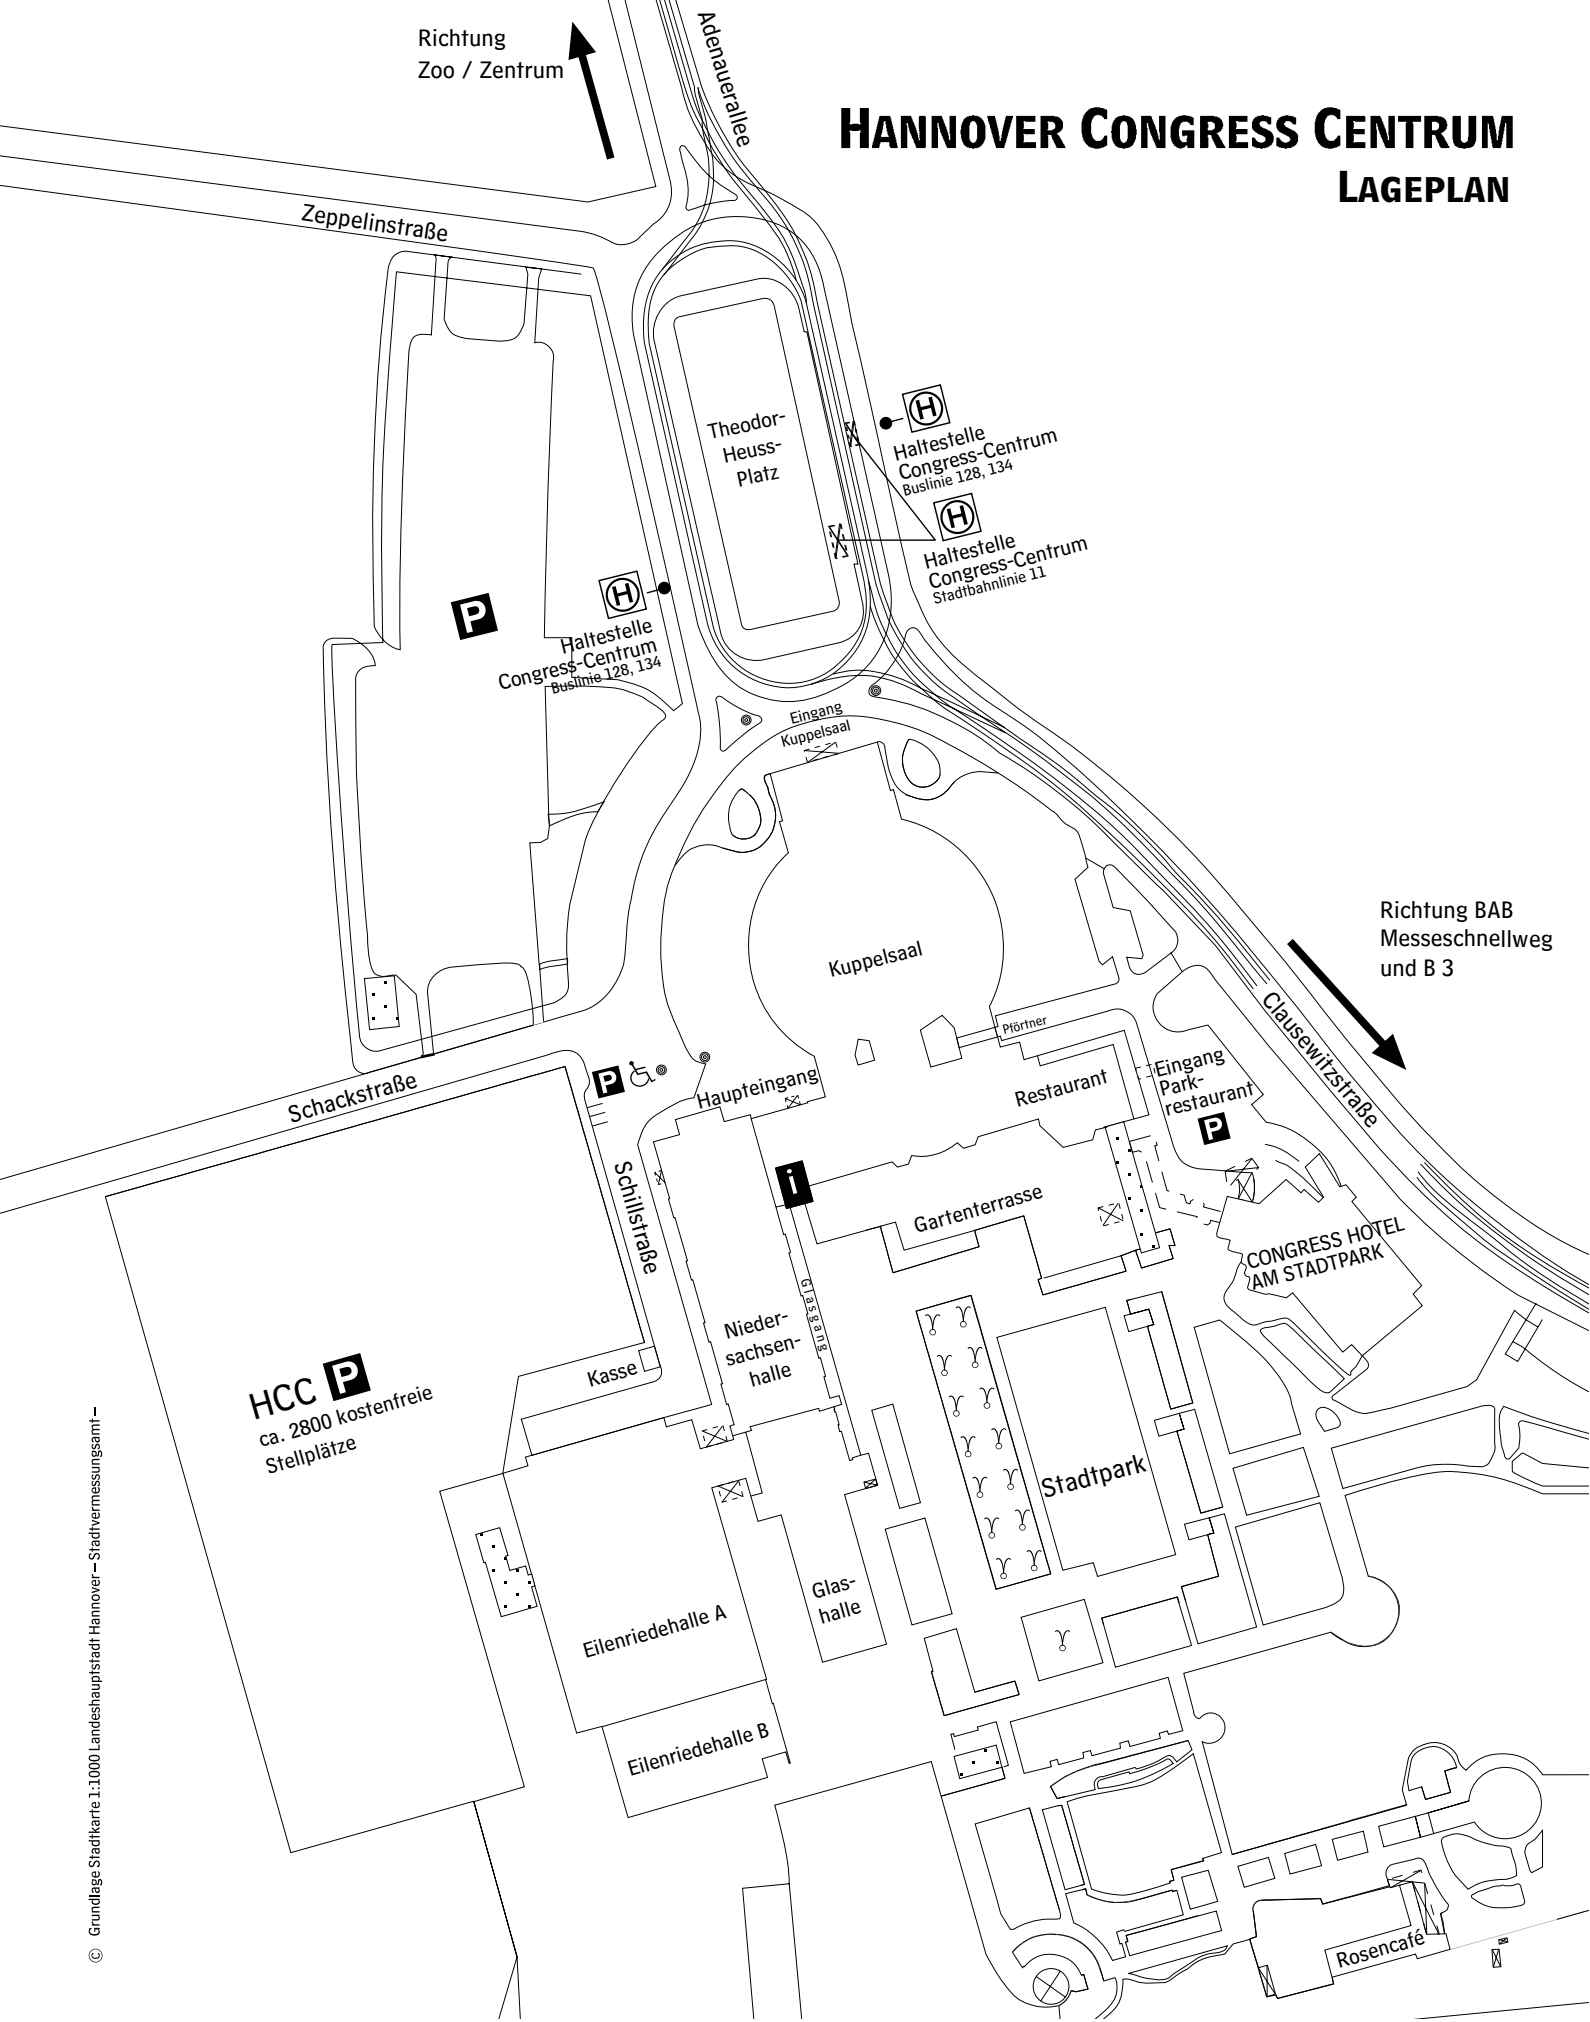 Richtung
Zoo / Zentrum
Adenauerallee
HANNOVER CONGRESS CENTRUM
LAGEPLAN
Zeppelinstraße
Theodor-
Heuss-
Platz
H
Haltestelle
Congress-Centrum
Buslinie 128, 134
H
Haltestelle
Congress-Centrum
Stadtbahnlinie 11
P
H
Haltestelle
Congress-Centrum
Buslinie 128, 134
Eingang
Kuppelsaal
Kuppelsaal
Richtung BAB
Messeschnellweg
und B 3
Clausewitzstraße
Pförtner
Eingang
Park-
restaurant
P
Restaurant
Schackstraße
P
Haupteingang
Schillstraße
i
Gartenterrasse
CONGRESS HOTEL
AM STADTPARK
Glasgang
Nieder-
sachsen-
halle
Kasse
HCC P
ca. 2800 kostenfreie
Stellplätze
Stadtpark
Glas-
halle
Eilenriedehalle A
Eilenriedehalle B
Rosencafé
© Grundlage Stadtkarte 1:1000 Landeshauptstadt Hannover – Stadtvermessungsamt –